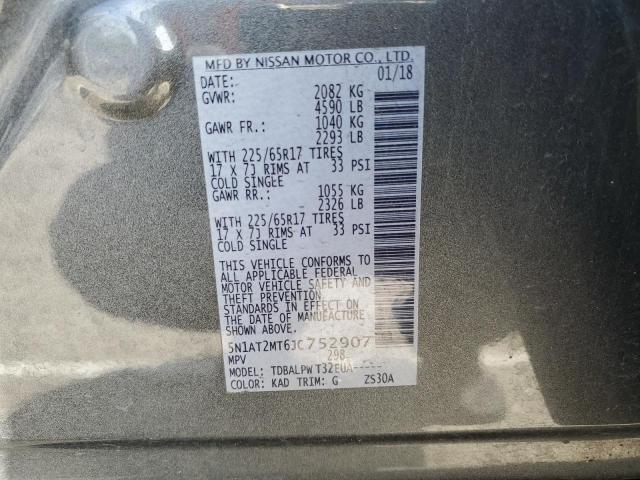 MFD BY NISSAN MOTOR CO., LTD.
DATE: 01/18
GVWR: 2082 KG
4590 LB
GAWR FR.: 1040 KG
2293 LB
WITH 225/65R17 TIRES
17 X 7J RIMS AT 33 PSI
COLD SINGLE
GAWR RR.: 1055 KG
2326 LB
WITH 225/65R17 TIRES
17 X 7J RIMS AT 33 PSI
COLD SINGLE
THIS VEHICLE CONFORMS TO
ALL APPLICABLE FEDERAL
MOTOR VEHICLE SAFETY AND
THEFT PREVENTION
STANDARDS IN EFFECT ON
THE DATE OF MANUFACTURE
SHOWN ABOVE.
5N1AT2MT6JC752907
MPV 298
MODEL: TDBALPW T32EUA-----
COLOR: KAD TRIM: G ZS30A